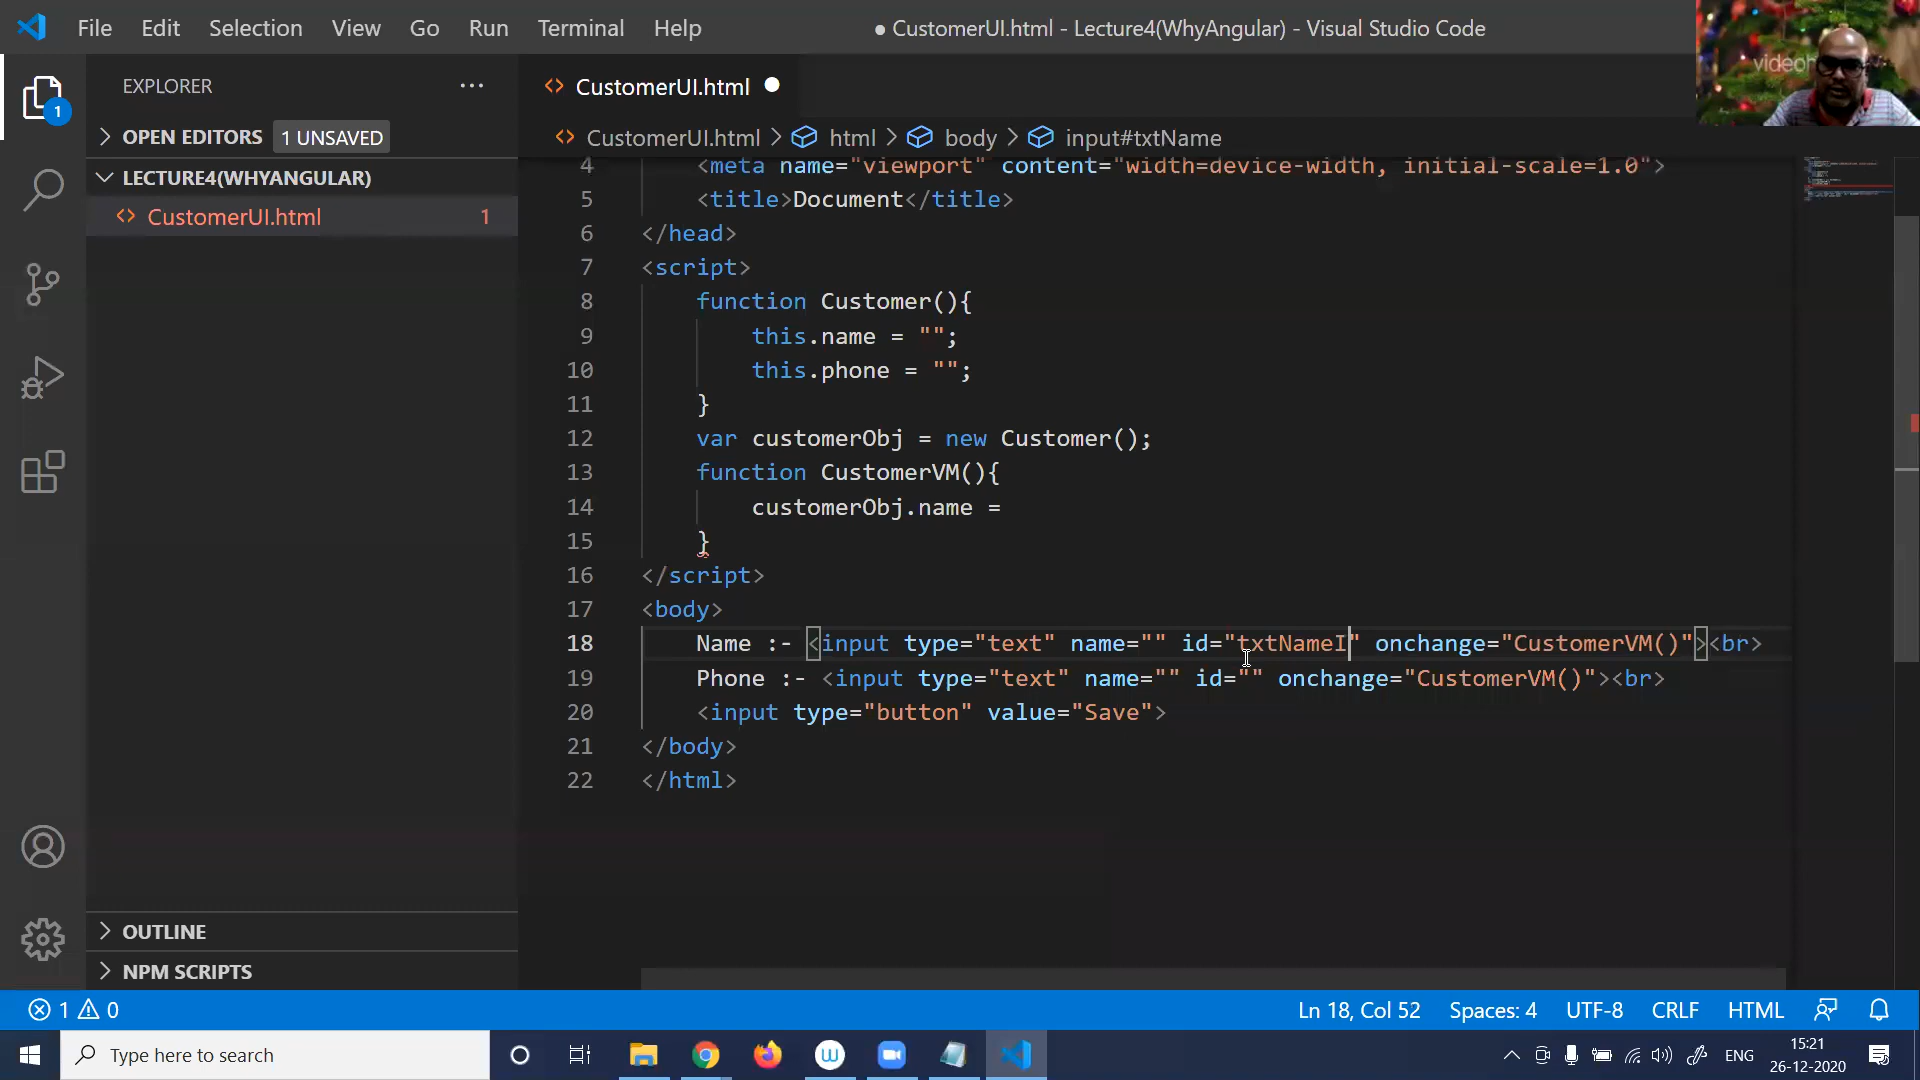 File Edit Selection View Go Run Terminal Help
● CustomerUI.html - Lecture4(WhyAngular) - Visual Studio Code
EXPLORER ...
CustomerUI.html
OPEN EDITORS 1 UNSAVED
CustomerUI.html > html > body > input#txtName
LECTURE4(WHYANGULAR)
CustomerUI.html 1
1
4 <meta name="viewport" content="width=device-width, initial-scale=1.0">
5 <title>Document</title>
6 </head>
7 <script>
8 function Customer(){
9 this.name = "";
10 this.phone = "";
11 }
12 var customerObj = new Customer();
13 function CustomerVM(){
14 customerObj.name =
15 }
16 </script>
17 <body>
18 Name :- <input type="text" name="" id="txtNameI" onchange="CustomerVM()"><br>
19 Phone :- <input type="text" name="" id="" onchange="CustomerVM()"><br>
20 <input type="button" value="Save">
21 </body>
22 </html>
OUTLINE
NPM SCRIPTS
1 0
Ln 18, Col 52 Spaces: 4 UTF-8 CRLF HTML
Type here to search
ENG
15:21
26-12-2020